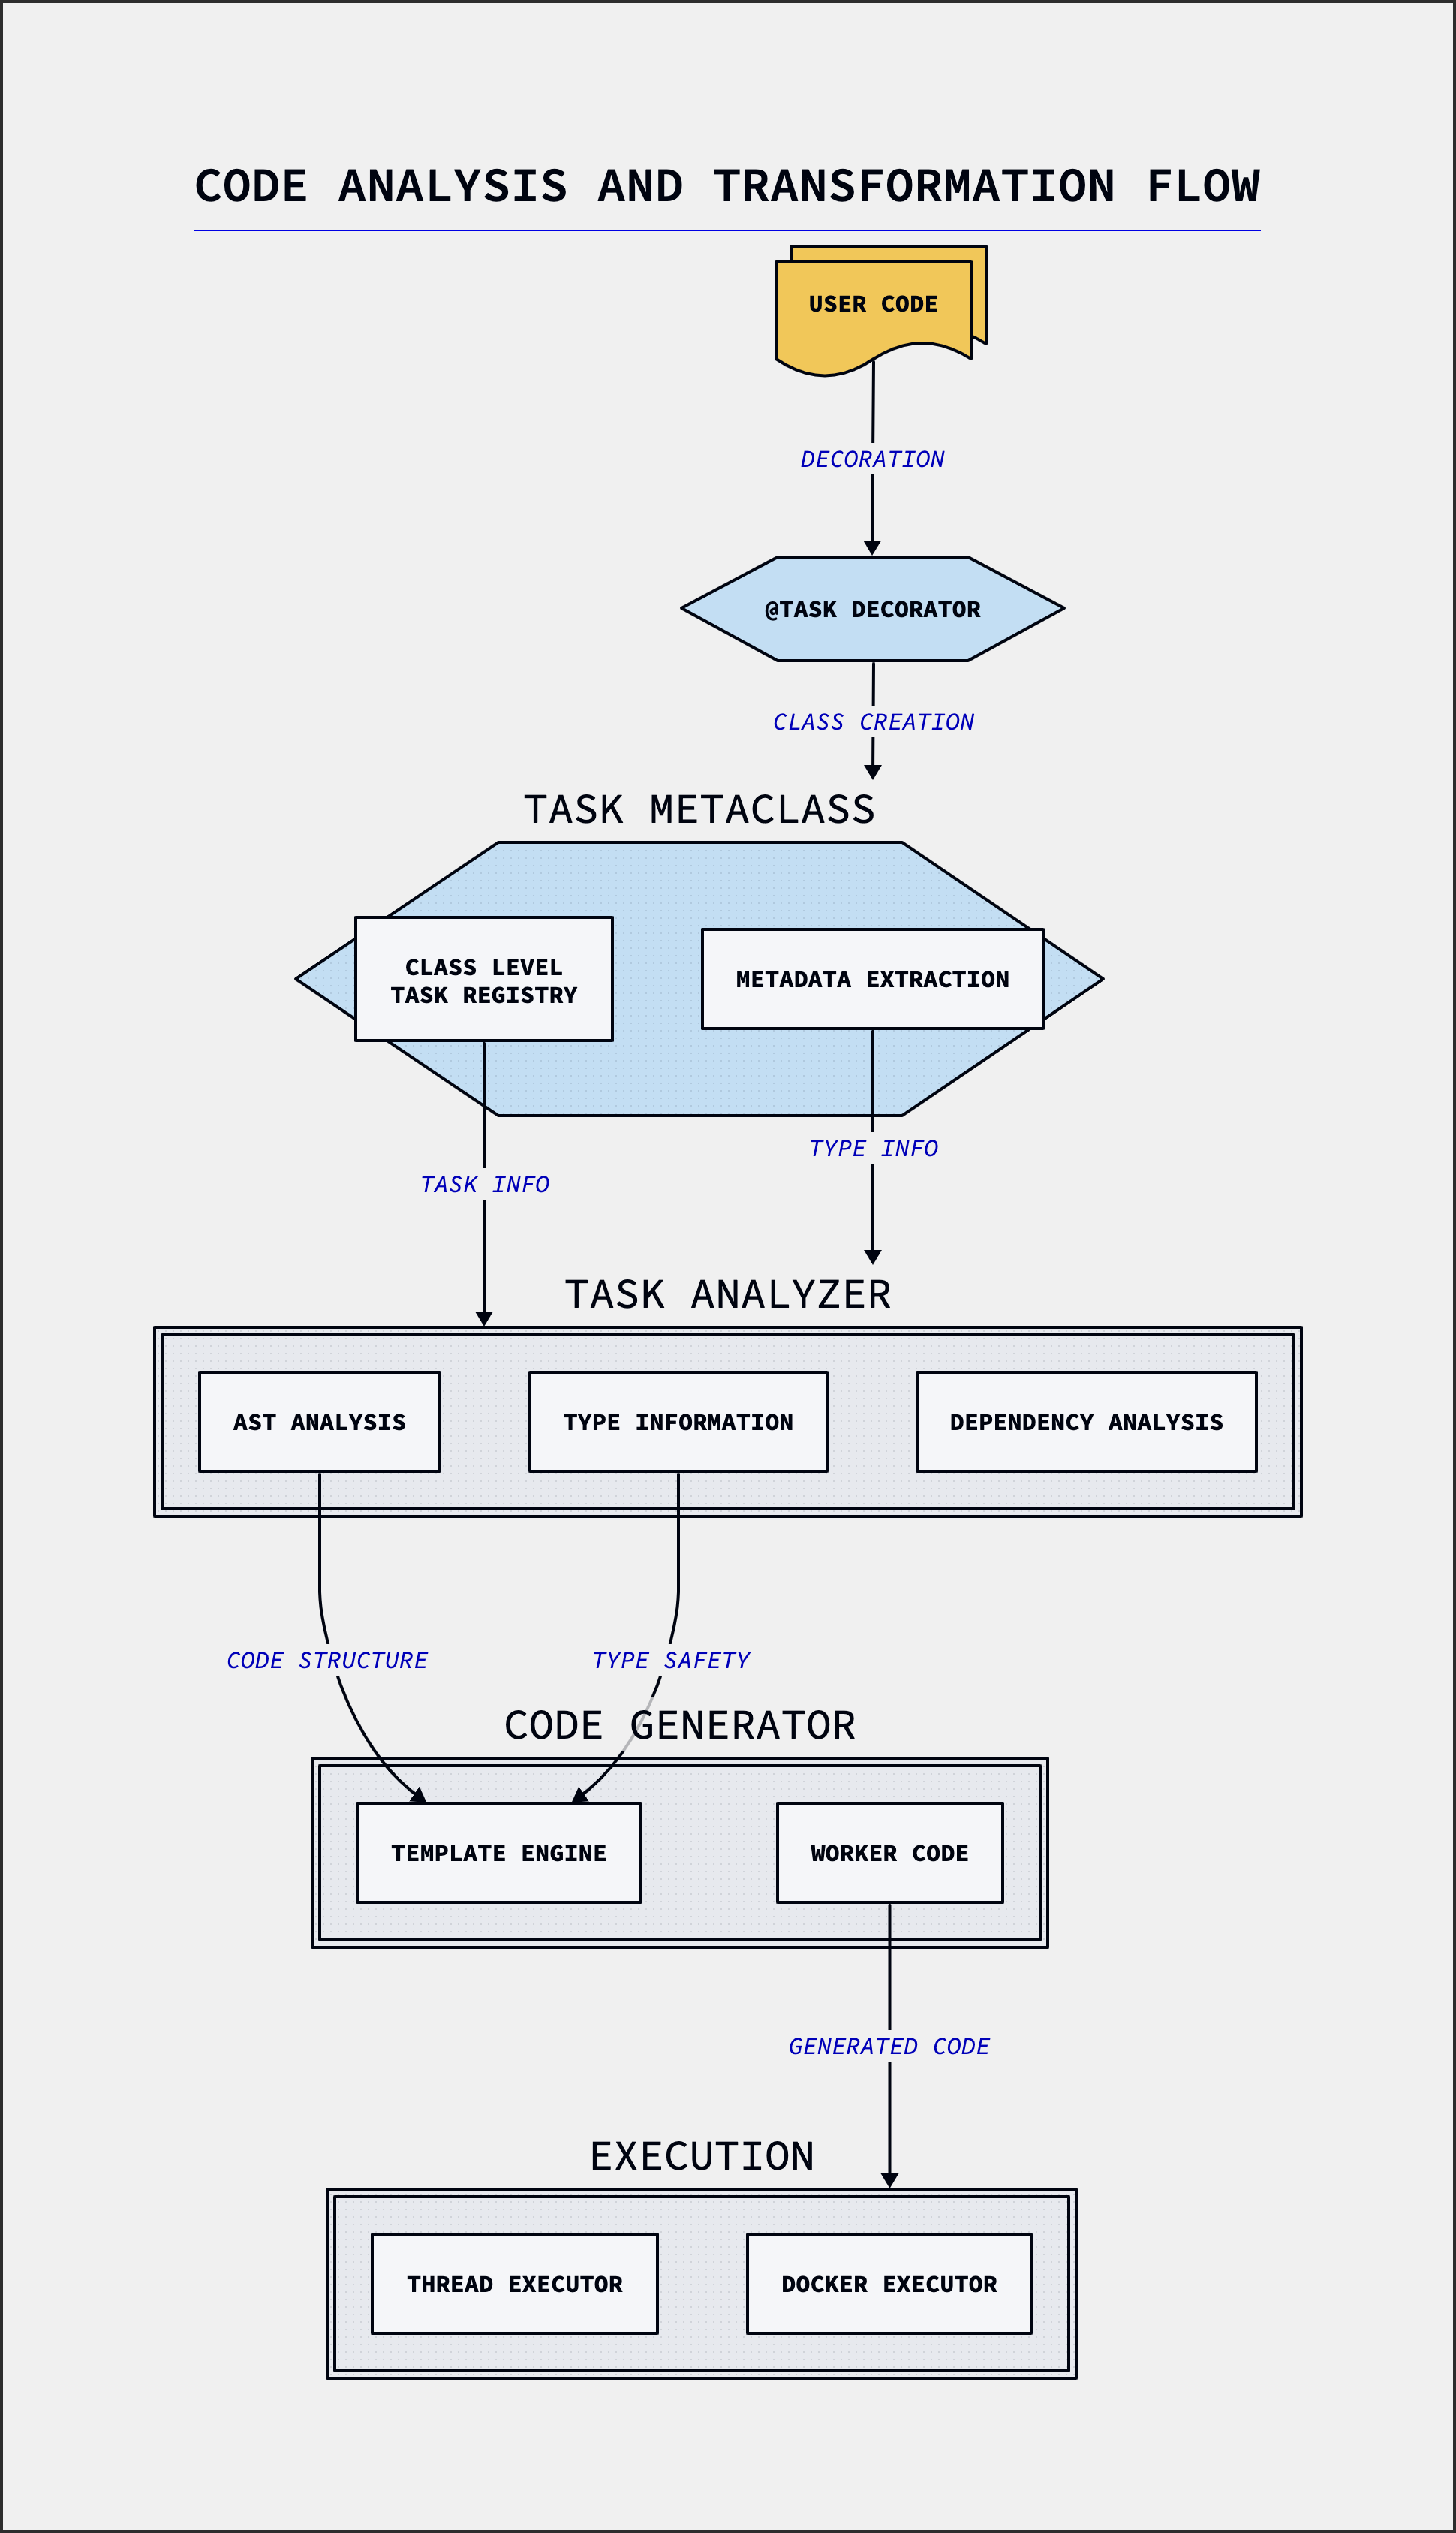 CODE ANALYSIS AND TRANSFORMATION FLOW
USER CODE
DECORATION
@TASK DECORATOR
CLASS CREATION
TASK METACLASS
CLASS LEVEL
TASK REGISTRY
METADATA EXTRACTION
TYPE INFO
TASK INFO
TASK ANALYZER
AST ANALYSIS
TYPE INFORMATION
DEPENDENCY ANALYSIS
CODE STRUCTURE
TYPE SAFETY
CODE GENERATOR
TEMPLATE ENGINE
WORKER CODE
GENERATED CODE
EXECUTION
THREAD EXECUTOR
DOCKER EXECUTOR